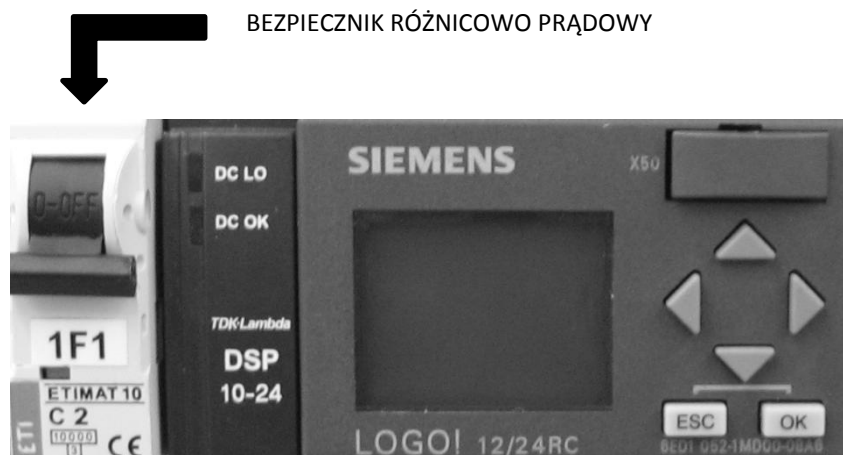 BEZPIECZNIK RÓŻNICOWO PRĄDOWY
0-OFF
1F1
ETIMAT 10
C 2
10000
3
CE
ETI
DC LO
DC OK
TDK-Lambda
DSP
10-24
SIEMENS
X50
ESC
OK
LOGO! 12/24RC
6ED1 052-1MD00-0BA6